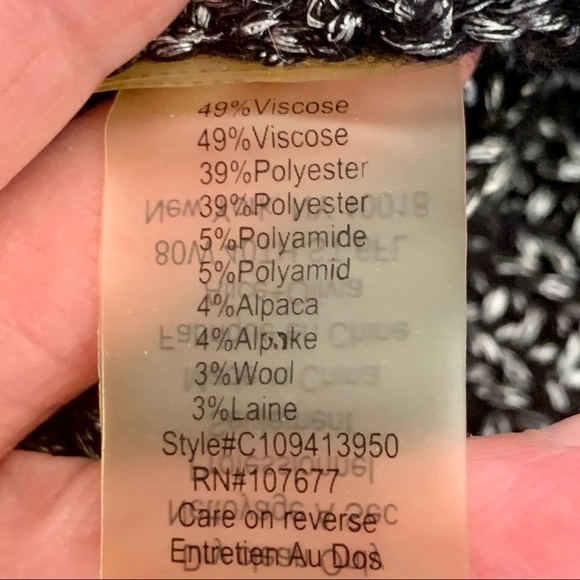 49%Viscose
49%Viscose
39%Polyester
39%Polyester
5%Polyamide
5%Polyamid
4%Alpaca
4%Alpake
3%Wool
3%Laine
Style#C109413950
RN#107677
Care on reverse
Entretien Au Dos